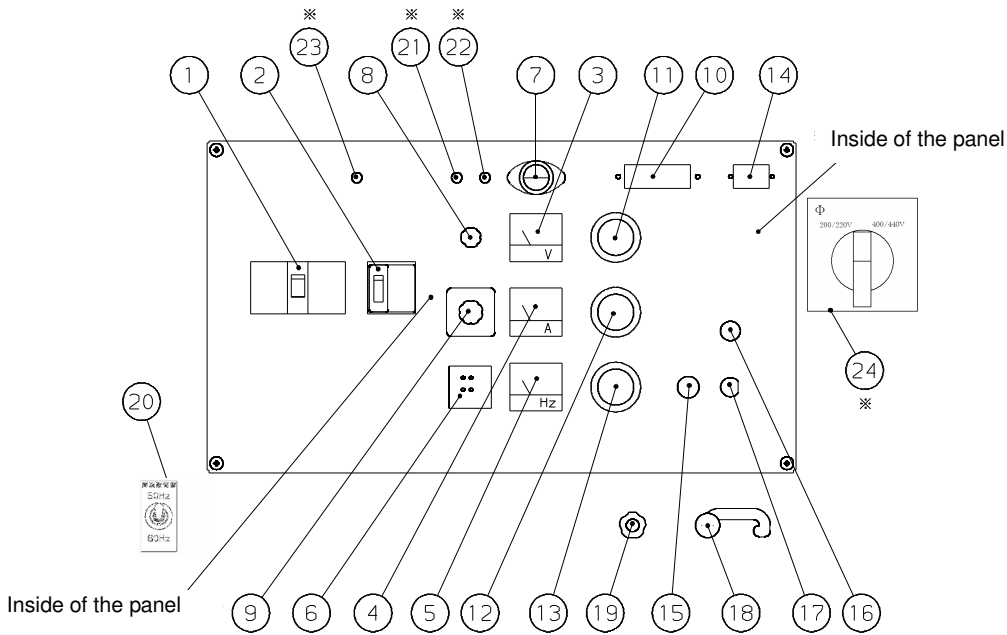 ※ ※ ※
23 21 22
1 2 8 7 3 11 10 14
Inside of the panel
Φ
200/220V 400/440V
V
A
Hz
24
※
20
50Hz
60Hz
Inside of the panel
9 6 4 5 12 13 19 15 18 17 16